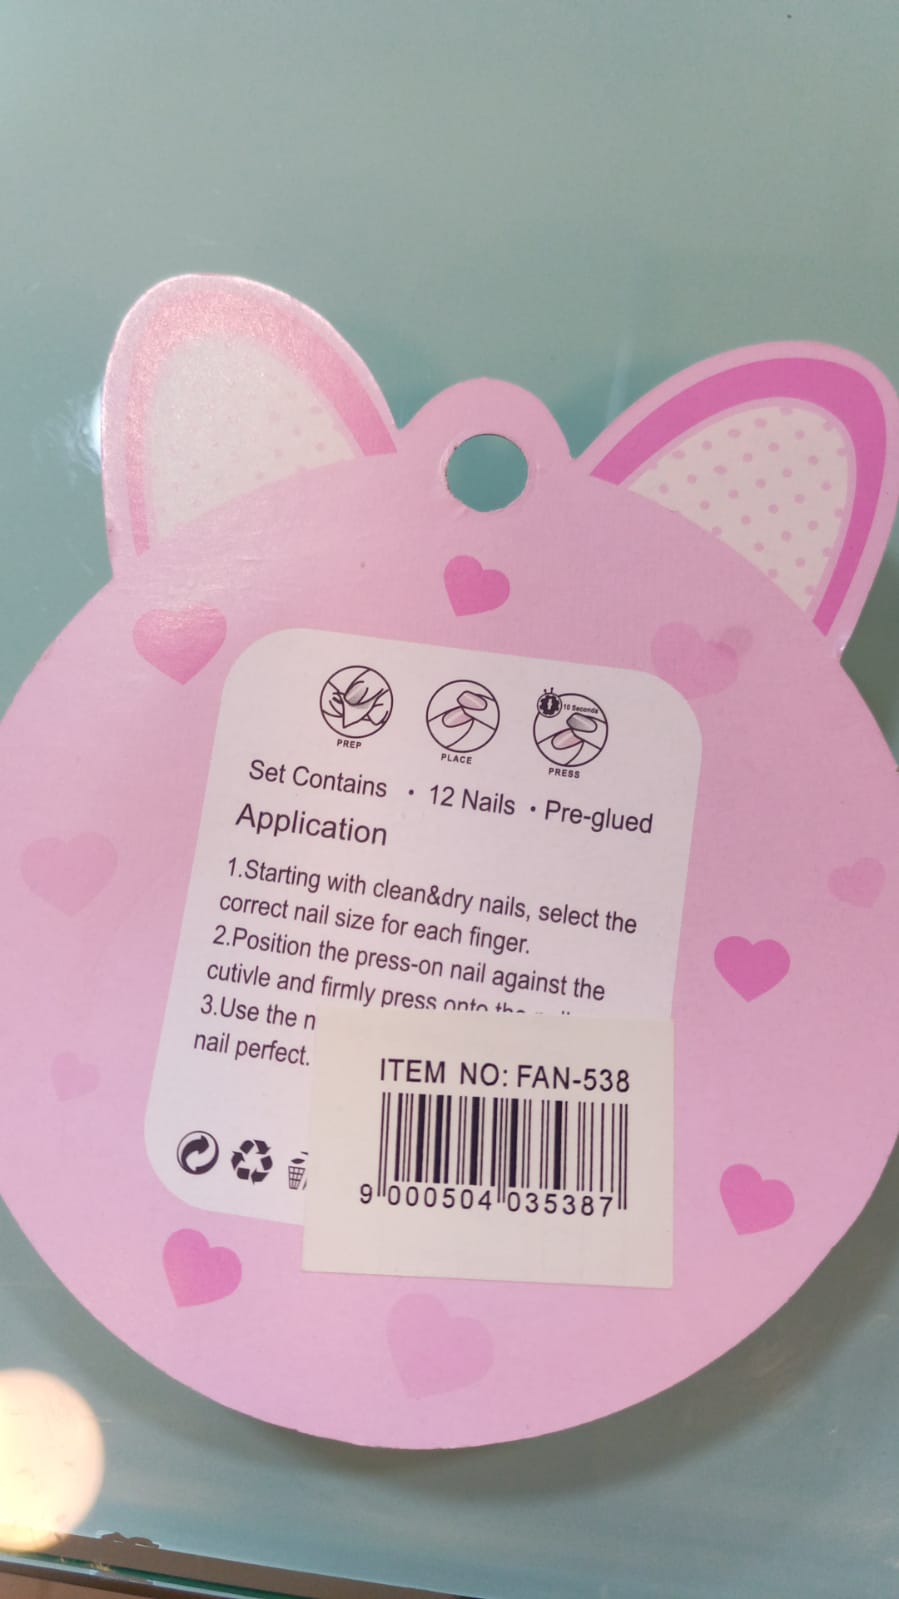 10 Seconds
PREP
PLACE
PRESS
Set Contains • 12 Nails • Pre-glued
Application
1.Starting with clean&dry nails, select the
correct nail size for each finger.
2.Position the press-on nail against the
cutivle and firmly press onto the
3.Use the n
nail perfect.
ITEM NO: FAN-538
9 000504 035387